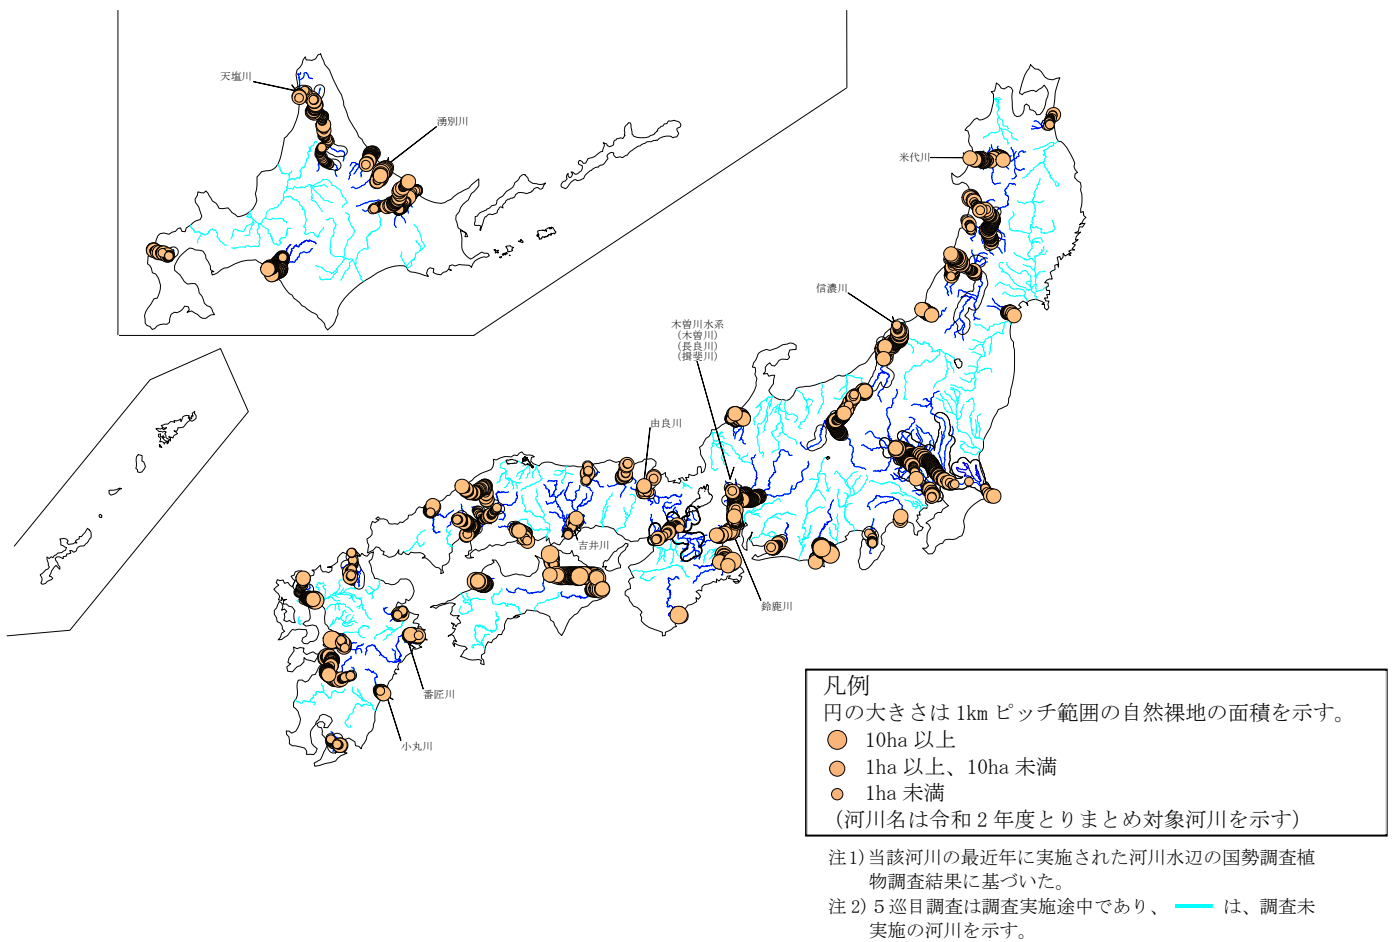 天塩川
湧別川
米代川
信濃川
木曽川水系
(木曽川)
(長良川)
(揖斐川)
由良川
吉井川
鈴鹿川
番匠川
小丸川
凡例
円の大きさは 1km ピッチ範囲の自然裸地の面積を示す。
10ha 以上
1ha 以上、10ha 未満
1ha 未満
(河川名は令和 2 年度とりまとめ対象河川を示す)
注 1) 当該河川の最近年に実施された河川水辺の国勢調査植
物調査結果に基づいた。
注 2) 5 巡目調査は調査実施途中であり、 は、調査未
実施の河川を示す。